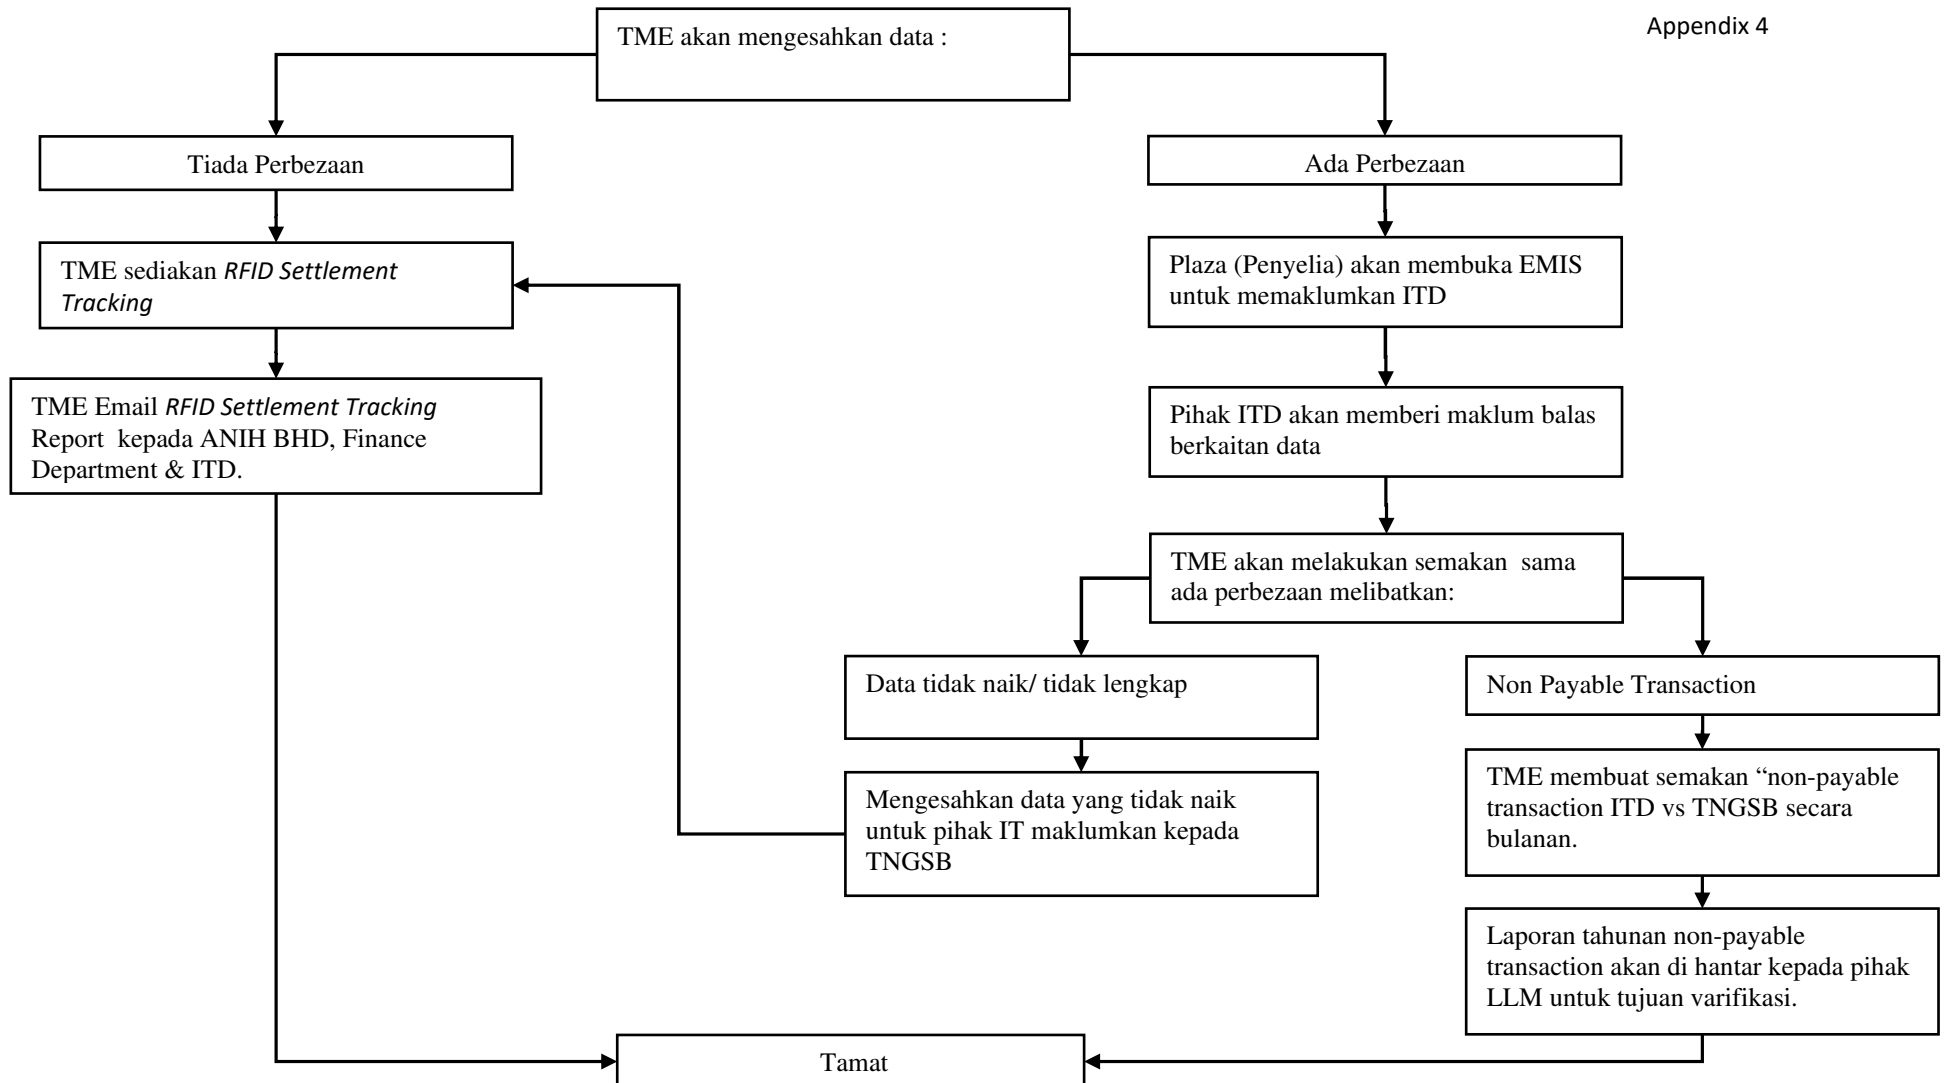 Appendix 4
TME akan mengesahkan data :
Tiada Perbezaan
Ada Perbezaan
TME sediakan RFID Settlement
Tracking
Plaza (Penyelia) akan membuka EMIS
untuk memaklumkan ITD
TME Email RFID Settlement Tracking
Report kepada ANIH BHD, Finance
Department & ITD.
Pihak ITD akan memberi maklum balas
berkaitan data
TME akan melakukan semakan sama
ada perbezaan melibatkan:
Data tidak naik/ tidak lengkap
Non Payable Transaction
Mengesahkan data yang tidak naik
untuk pihak IT maklumkan kepada
TNGSB
TME membuat semakan “non-payable
transaction ITD vs TNGSB secara
bulanan.
Laporan tahunan non-payable
transaction akan di hantar kepada pihak
LLM untuk tujuan varifikasi.
Tamat